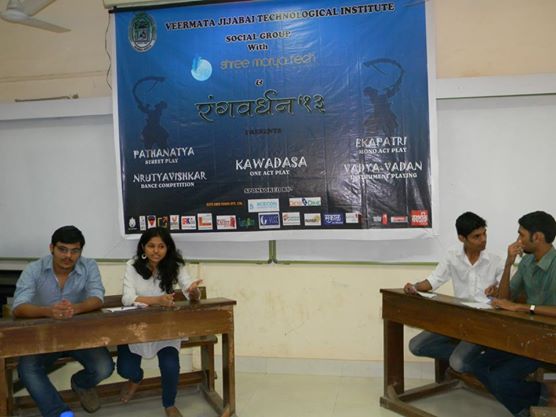 VEERMATA JIJABAI TECHNOLOGICAL INSTITUTE
SOCIAL GROUP
With
shree morya tech
&
रंगवर्धन '१३
PRESENTS
PATHANATYA
STREET PLAY
EKAPATRI
MONO ACT PLAY
KAWADASA
ONE ACT PLAY
NRUTYAVISHKAR
DANCE COMPETITION
VADYA-VADAN
INSTRUMENT PLAYING
SPONSORED BY: